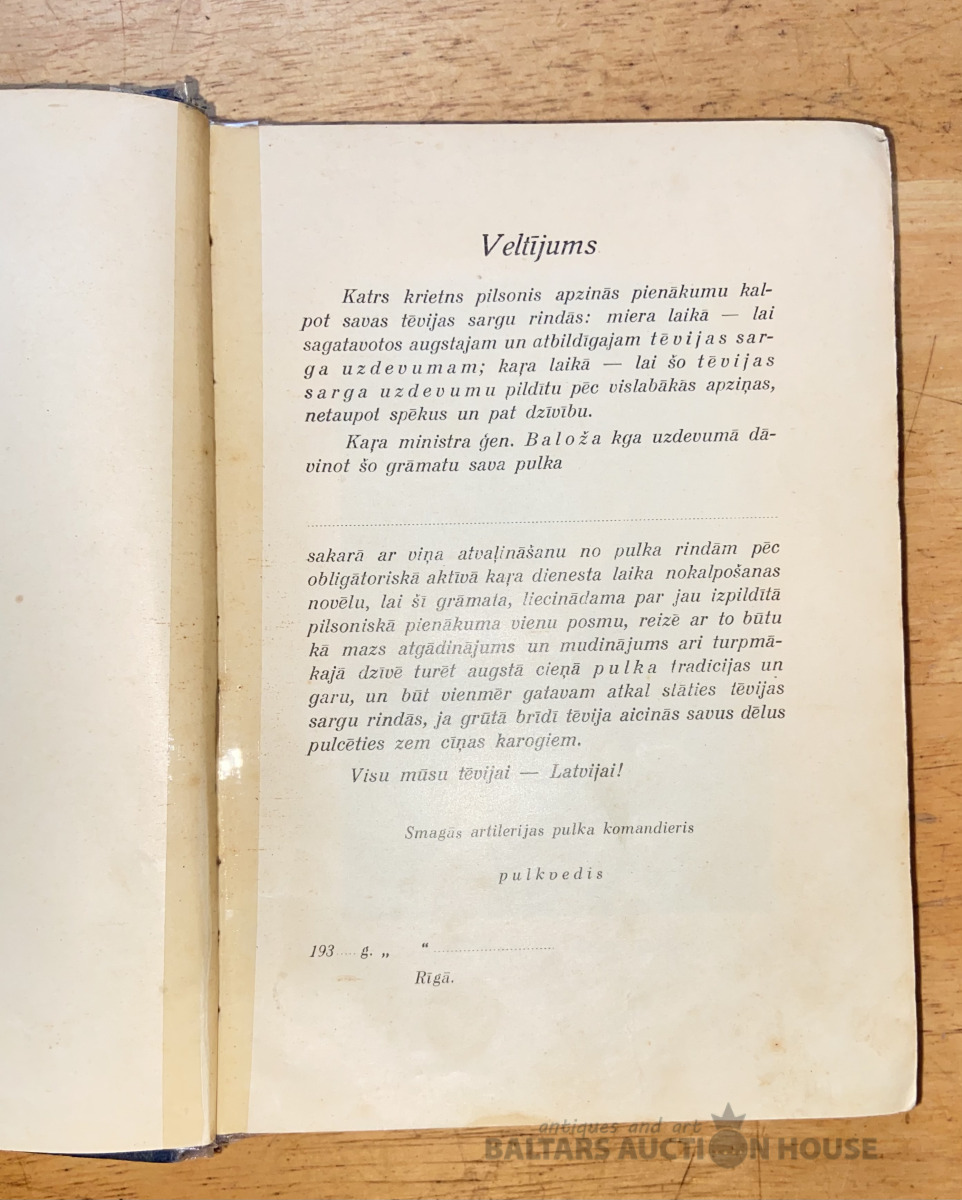 Veltījums
Katrs krietns pilsonis apzinās pienākumu kal-
pot savas tēvijas sargu rindās: miera laikā — lai
sagatavotos augstajam un atbildīgajam tēvijas sar-
ga uzdevumam; kaŗa laikā — lai šo tēvijas
sarga uzdevumu pildītu pēc vislabākās apziņas,
netaupot spēkus un pat dzīvību.
Kaŗa ministra ģen. Baloža kga uzdevumā dā-
vinot šo grāmatu sava pulka
sakarā ar viņa atvaļināšanu no pulka rindām pēc
obligātoriskā aktīvā kaŗa dienesta laika nokalpošanas
novēlu, lai šī grāmata, liecinādama par jau izpildītā
pilsoniskā pienākuma vienu posmu, reizē ar to būtu
kā mazs atgādinājums un mudinājums ari turpmā-
kajā dzīvē turēt augstā cieņā pulka tradicijas un
garu, un būt vienmēr gatavam atkal stāties tēvijas
sargu rindās, ja grūtā brīdī tēvija aicinās savus dēlus
pulcēties zem cīņas karogiem.
Visu mūsu tēvijai — Latvijai!
Smagās artilerijas pulka komandieris
pulkvedis
193..... g. „ “..............................
Rīgā.
antiques and art
BALTARS AUCTION HOUSE